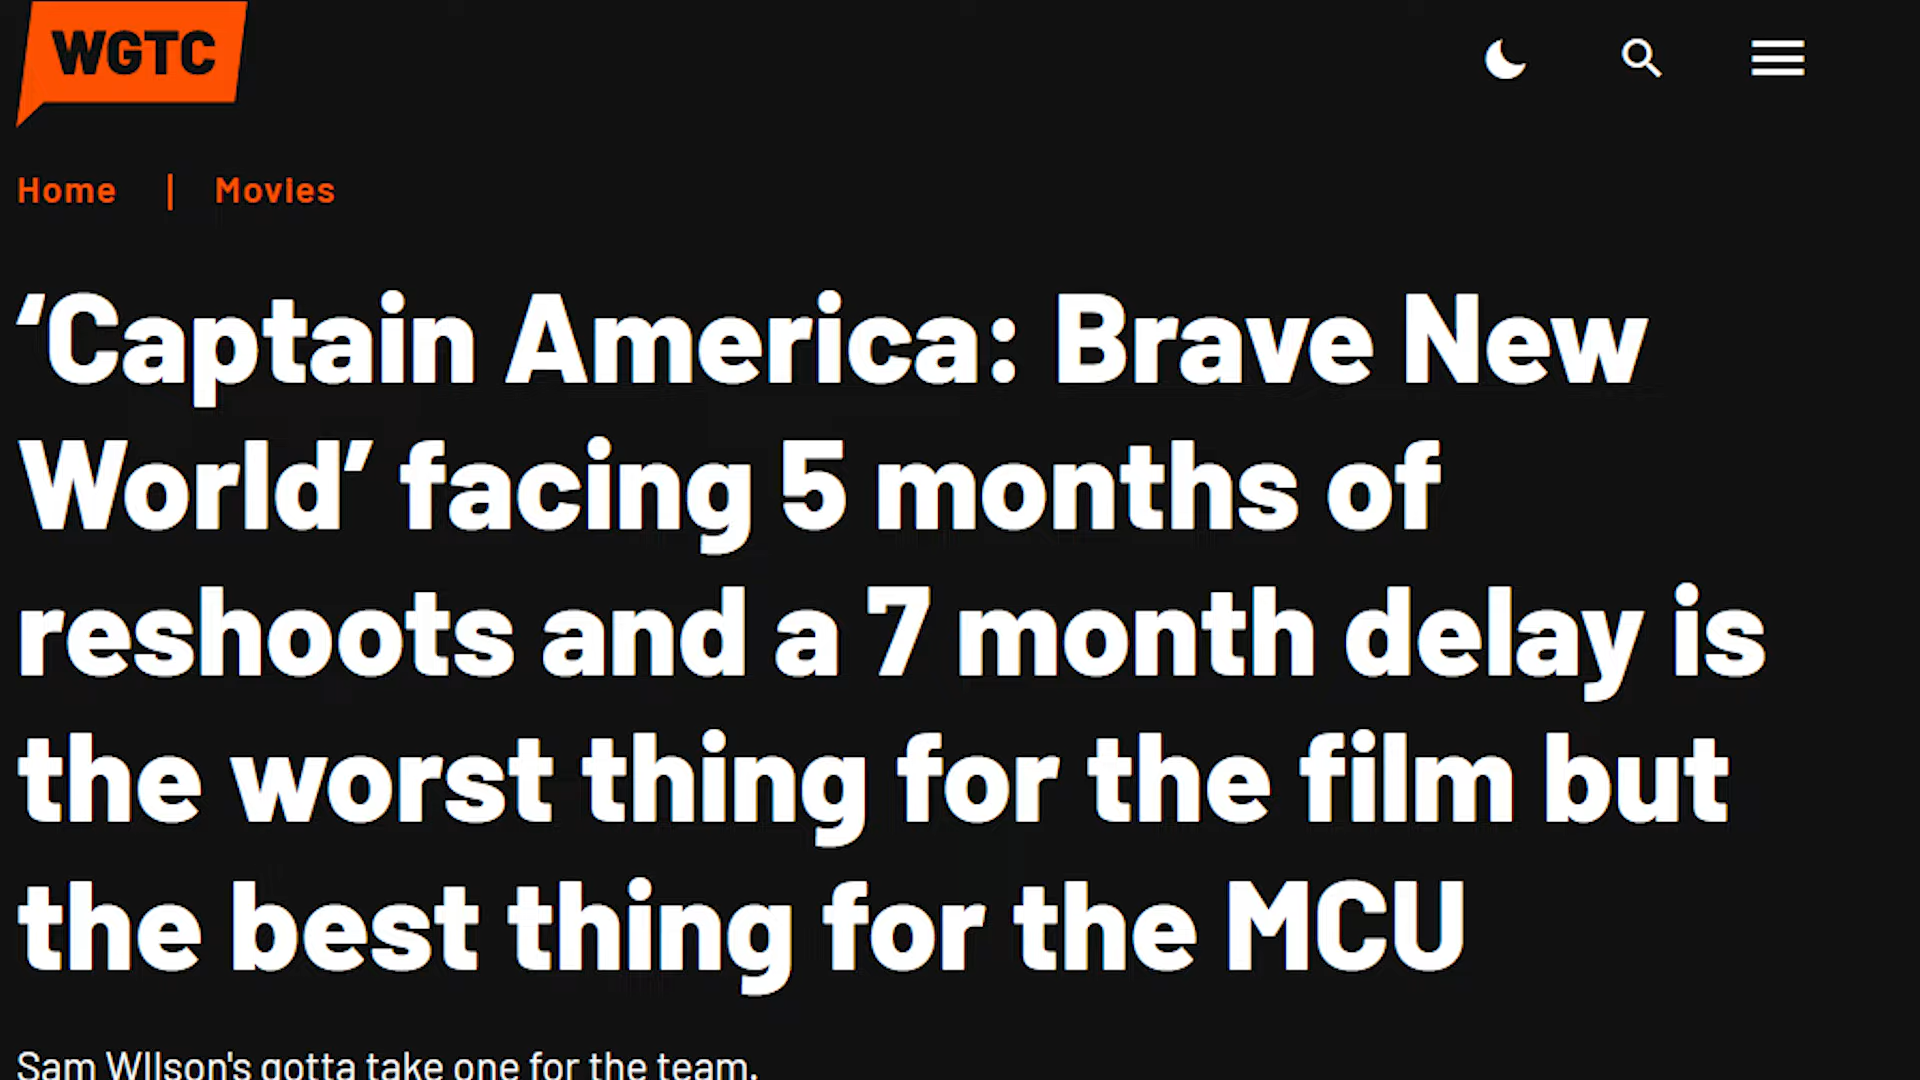 WGTC
Home | Movies
‘Captain America: Brave New
World’ facing 5 months of
reshoots and a 7 month delay is
the worst thing for the film but
the best thing for the MCU
Sam WIlson's gotta take one for the team.